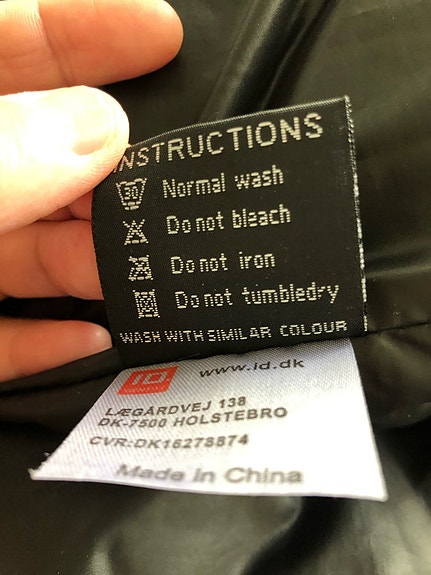 INSTRUCTIONS
30 Normal wash
Do not bleach
Do not iron
Do not tumbledry
WASH WITH SIMILAR COLOUR
ID www.id.dk
LÆGÅRDVEJ 138
DK-7500 HOLSTEBRO
CVR:DK16278874
Made in China